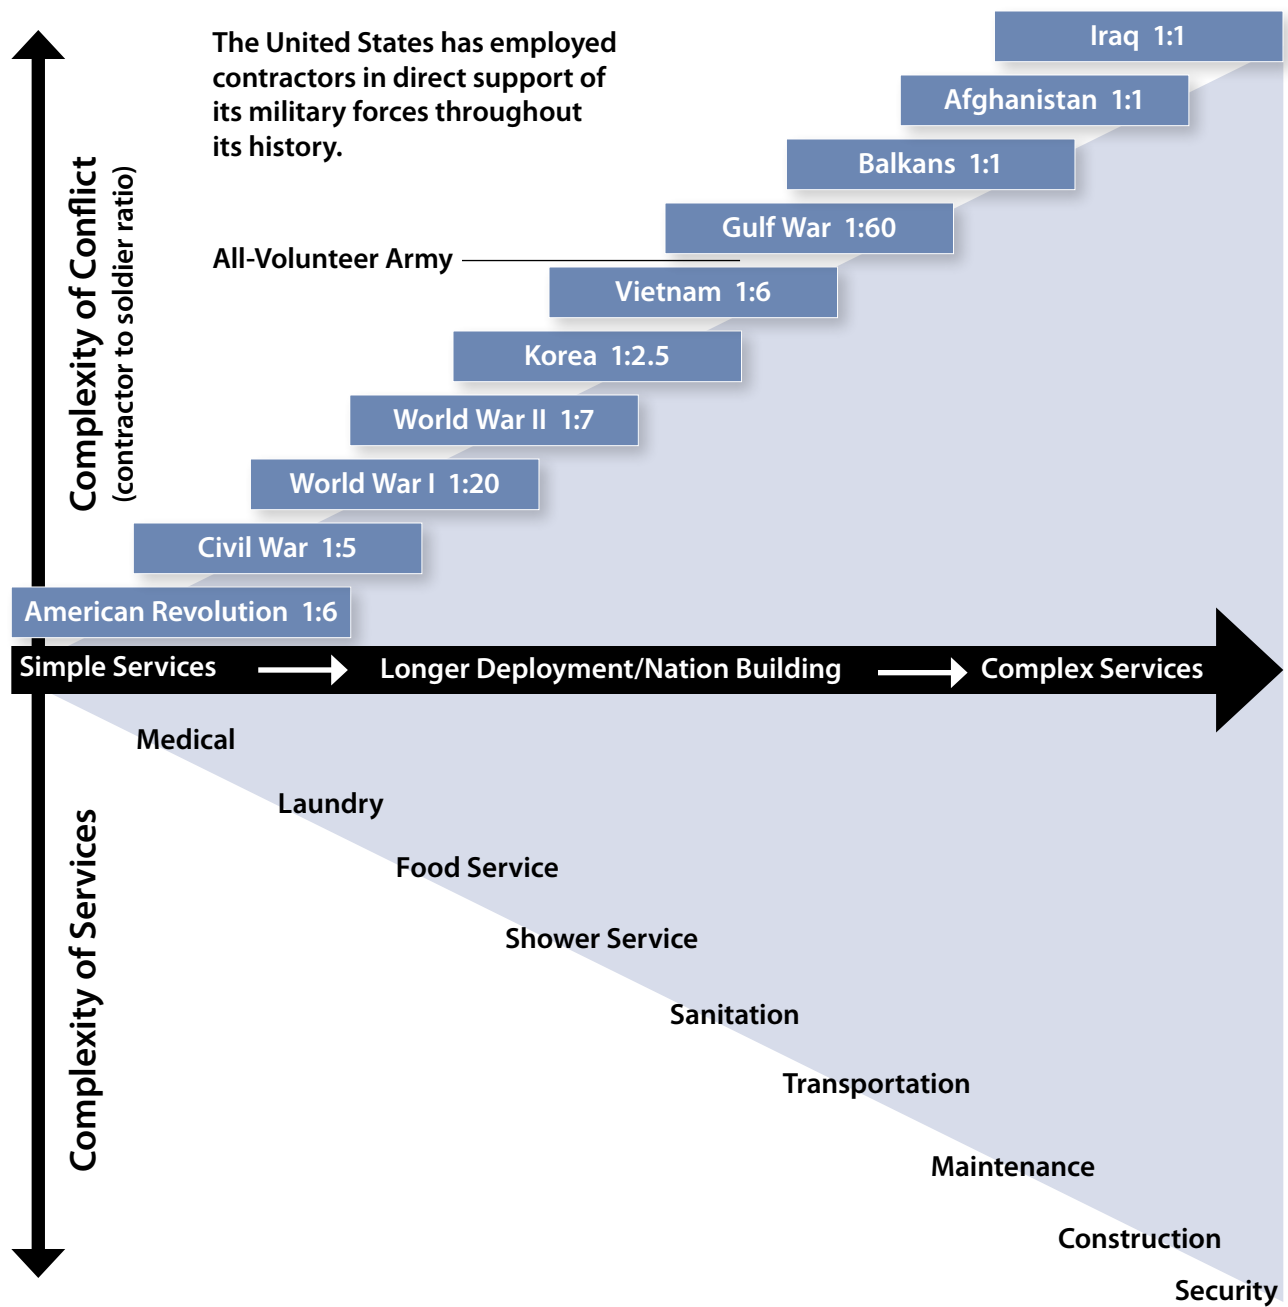 The United States has employed
contractors in direct support of
its military forces throughout
its history.
Complexity of Conflict
(contractor to soldier ratio)
Iraq 1:1
Afghanistan 1:1
Balkans 1:1
Gulf War 1:60
All-Volunteer Army
Vietnam 1:6
Korea 1:2.5
World War II 1:7
World War I 1:20
Civil War 1:5
American Revolution 1:6
Simple Services Longer Deployment/Nation Building Complex Services
Complexity of Services
Medical
Laundry
Food Service
Shower Service
Sanitation
Transportation
Maintenance
Construction
Security